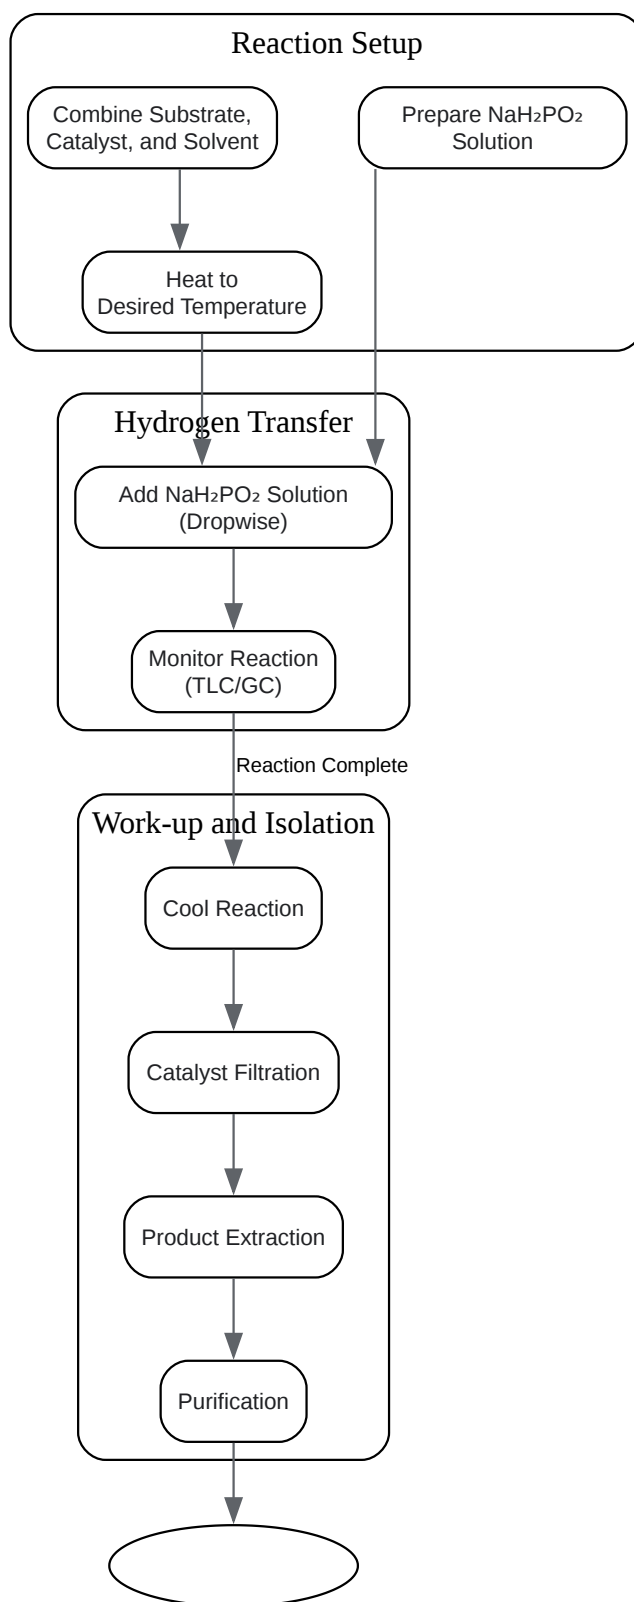 Reaction Setup
Combine Substrate,
Catalyst, and Solvent
Prepare NaH₂PO₂
Solution
Heat to
Desired Temperature
Hydrogen Transfer
Add NaH₂PO₂ Solution
(Dropwise)
Monitor Reaction
(TLC/GC)
Reaction Complete
Work-up and Isolation
Cool Reaction
Catalyst Filtration
Product Extraction
Purification